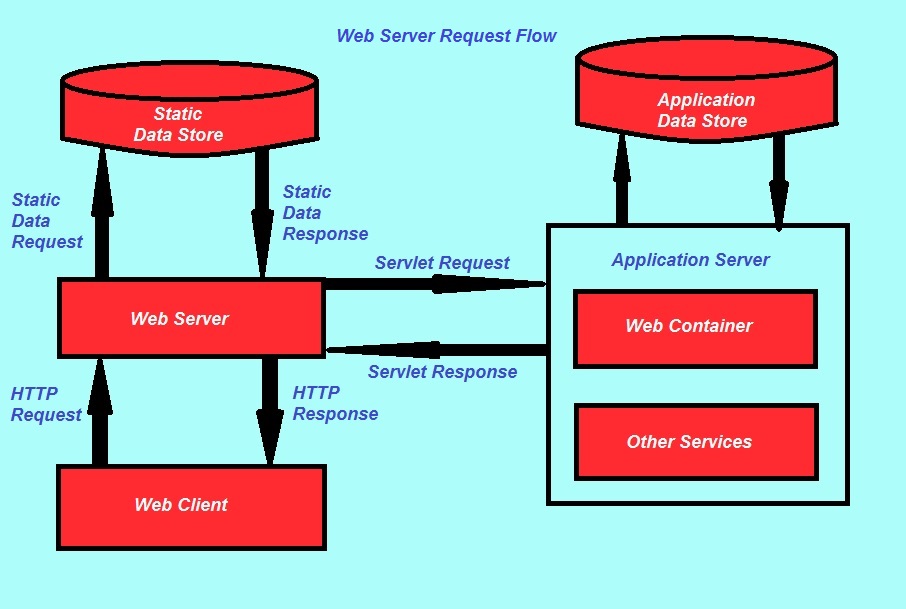 Web Server Request Flow
Static
Data Store
Application
Data Store
Static
Data
Request
Static
Data
Response
Servlet Request
Application Server
Web Server
Web Container
Servlet Response
HTTP
Request
HTTP
Response
Other Services
Web Client